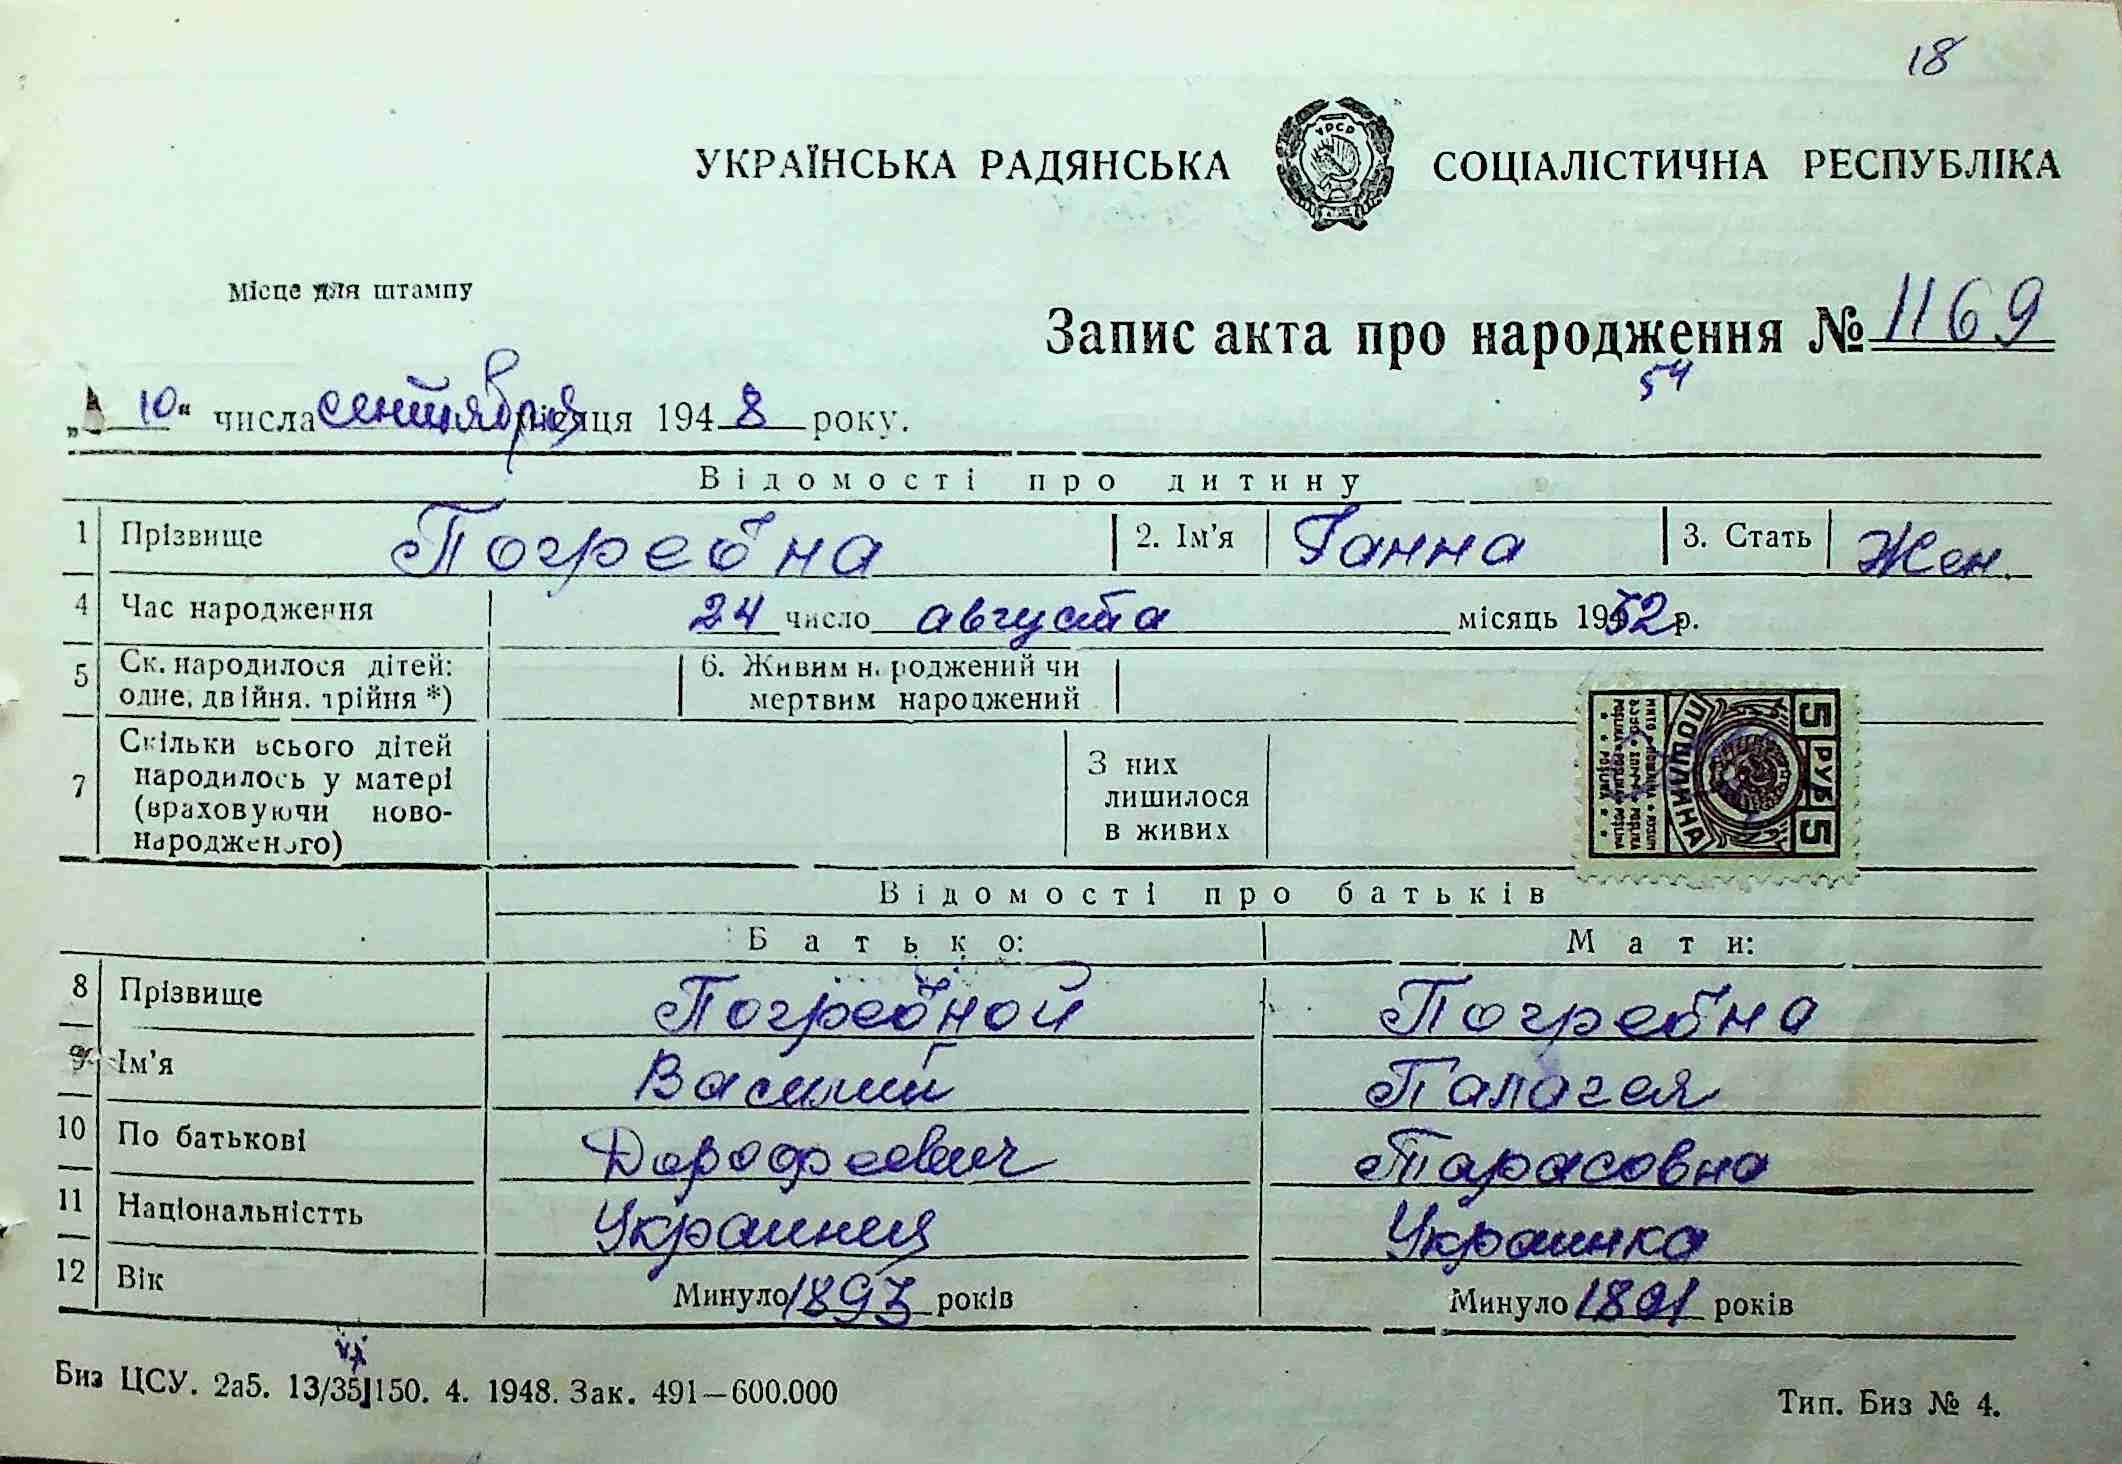 18
УКРАЇНСЬКА РАДЯНСЬКА СОЦІАЛІСТИЧНА РЕСПУБЛІКА
УРСР
Місце для штампу
Запис акта про народження № 1169
54
„10“ числа сентября місяця 1948 року.
Відомості про дитину
1 Прізвище Погребна 2. Ім'я Ганна 3. Стать Жен.
4 Час народження 24 число августа місяць 1932 р.
5 Ск. народилося дітей: одне, двійня, трійня *) 6. Живим народжений чи мертвим народжений
7 Скільки всього дітей народилось у матері (враховуючи новонародженого) З них лишилося в живих
5 РУБ 5
ПОШЛИНА
Відомості про батьків
Батько: Мати:
8 Прізвище Погребной Погребна
9 Ім'я Василий Палагея
10 По батькові Дорофеевич Тарасовна
11 Національністть Украинец Украинка
12 Вік Минуло 1893 років Минуло 1891 років
Биз ЦСУ. 2а5. 13/35 150. 4. 1948. Зак. 491—600.000 Тип. Биз № 4.